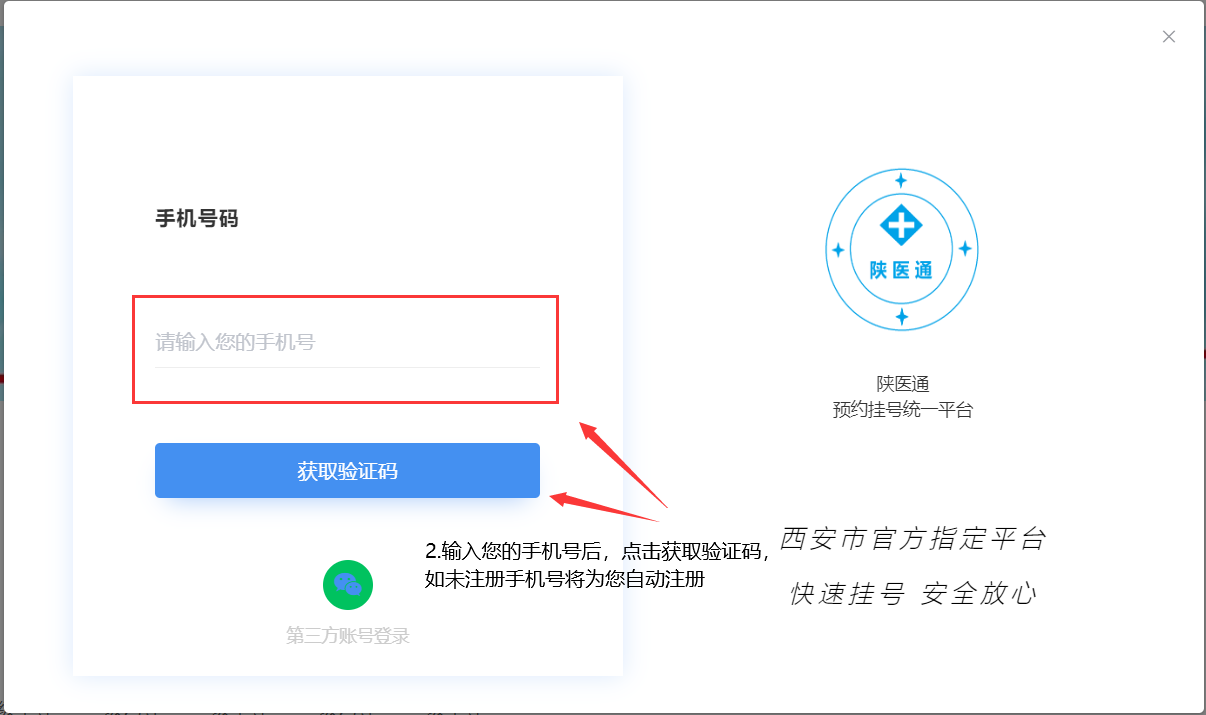 手机号码
请输入您的手机号
获取验证码
2.输入您的手机号后，点击获取验证码，
如未注册手机号将为您自动注册
第三方账号登录
陕医通
陕医通
预约挂号统一平台
西安市官方指定平台
快速挂号 安全放心